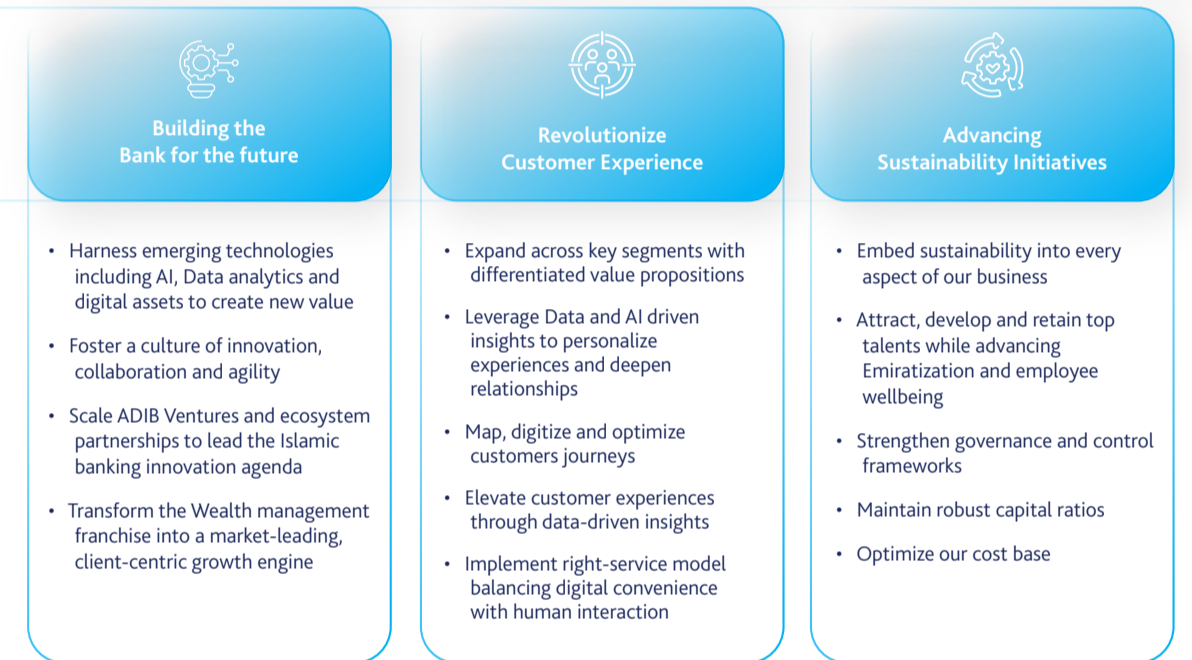 Building the
Bank for the future
• Harness emerging technologies
including AI, Data analytics and
digital assets to create new value
• Foster a culture of innovation,
collaboration and agility
• Scale ADIB Ventures and ecosystem
partnerships to lead the Islamic
banking innovation agenda
• Transform the Wealth management
franchise into a market-leading,
client-centric growth engine
Revolutionize
Customer Experience
• Expand across key segments with
differentiated value propositions
• Leverage Data and AI driven
insights to personalize
experiences and deepen
relationships
• Map, digitize and optimize
customers journeys
• Elevate customer experiences
through data-driven insights
• Implement right-service model
balancing digital convenience
with human interaction
Advancing
Sustainability Initiatives
• Embed sustainability into every
aspect of our business
• Attract, develop and retain top
talents while advancing
Emiratization and employee
wellbeing
• Strengthen governance and control
frameworks
• Maintain robust capital ratios
• Optimize our cost base